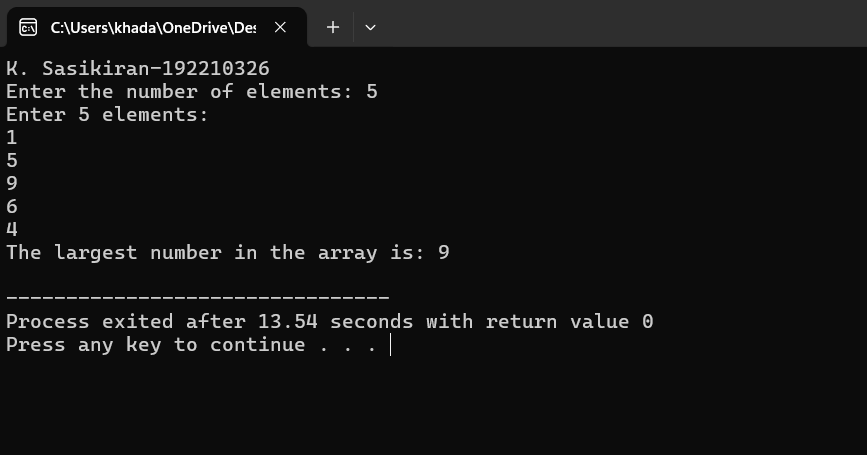 C:\Users\khada\OneDrive\Des
K. Sasikiran-192210326
Enter the number of elements: 5
Enter 5 elements:
1
5
9
6
4
The largest number in the array is: 9
--------------------------------
Process exited after 13.54 seconds with return value 0
Press any key to continue . . .